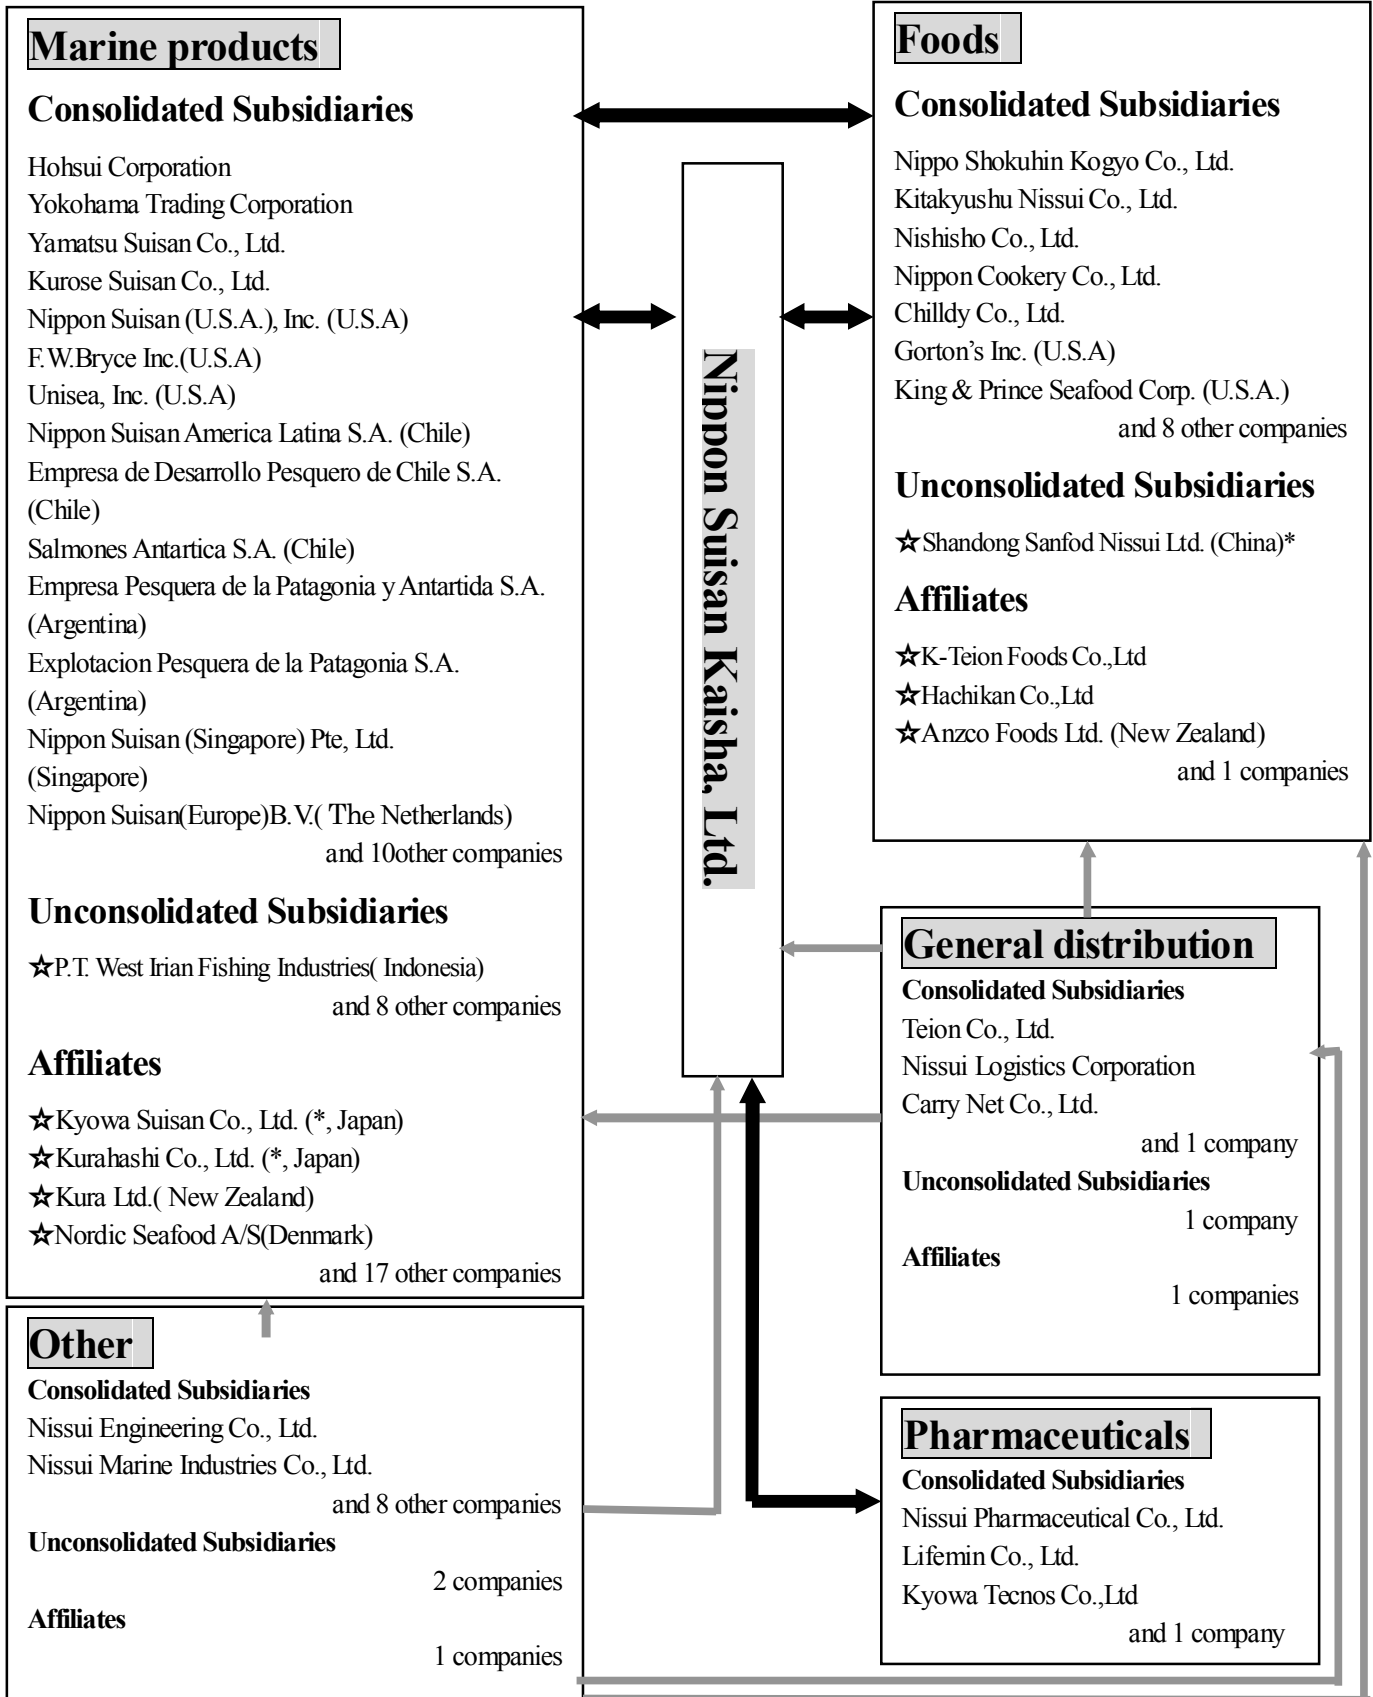 Marine products
Consolidated Subsidiaries
Hohsui Corporation
Yokohama Trading Corporation
Yamatsu Suisan Co., Ltd.
Kurose Suisan Co., Ltd.
Nippon Suisan (U.S.A.), Inc. (U.S.A)
F.W.Bryce Inc.(U.S.A)
Unisea, Inc. (U.S.A)
Nippon Suisan America Latina S.A. (Chile)
Empresa de Desarrollo Pesquero de Chile S.A.
(Chile)
Salmones Antartica S.A. (Chile)
Empresa Pesquera de la Patagonia y Antartida S.A.
(Argentina)
Explotacion Pesquera de la Patagonia S.A.
(Argentina)
Nippon Suisan (Singapore) Pte, Ltd.
(Singapore)
Nippon Suisan(Europe)B.V.( The Netherlands)
and 10other companies
Unconsolidated Subsidiaries
☆P.T. West Irian Fishing Industries( Indonesia)
and 8 other companies
Affiliates
☆Kyowa Suisan Co., Ltd. (*, Japan)
☆Kurahashi Co., Ltd. (*, Japan)
☆Kura Ltd.( New Zealand)
☆Nordic Seafood A/S(Denmark)
and 17 other companies
Other
Consolidated Subsidiaries
Nissui Engineering Co., Ltd.
Nissui Marine Industries Co., Ltd.
and 8 other companies
Unconsolidated Subsidiaries
2 companies
Affiliates
1 companies
Nippon Suisan Kaisha, Ltd.
Foods
Consolidated Subsidiaries
Nippo Shokuhin Kogyo Co., Ltd.
Kitakyushu Nissui Co., Ltd.
Nishisho Co., Ltd.
Nippon Cookery Co., Ltd.
Chilldy Co., Ltd.
Gorton’s Inc. (U.S.A)
King & Prince Seafood Corp. (U.S.A.)
and 8 other companies
Unconsolidated Subsidiaries
☆Shandong Sanfod Nissui Ltd. (China)*
Affiliates
☆K-Teion Foods Co.,Ltd
☆Hachikan Co.,Ltd
☆Anzco Foods Ltd. (New Zealand)
and 1 companies
General distribution
Consolidated Subsidiaries
Teion Co., Ltd.
Nissui Logistics Corporation
Carry Net Co., Ltd.
and 1 company
Unconsolidated Subsidiaries
1 company
Affiliates
1 companies
Pharmaceuticals
Consolidated Subsidiaries
Nissui Pharmaceutical Co., Ltd.
Lifemin Co., Ltd.
Kyowa Tecnos Co.,Ltd
and 1 company